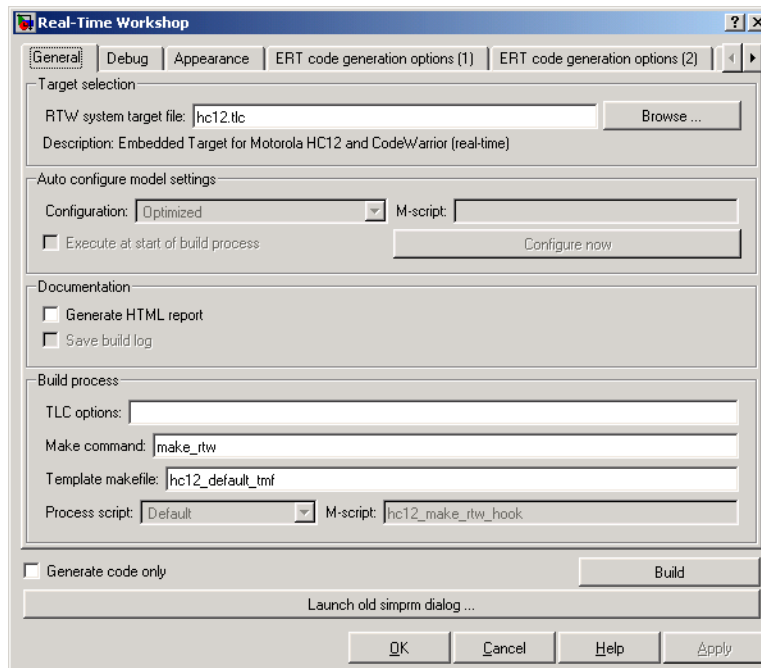 Real-Time Workshop
General Debug Appearance ERT code generation options (1) ERT code generation options (2)
Target selection
RTW system target file: hc12.tlc Browse ...
Description: Embedded Target for Motorola HC12 and CodeWarrior (real-time)
Auto configure model settings
Configuration: Optimized M-script:
Execute at start of build process Configure now
Documentation
Generate HTML report
Save build log
Build process
TLC options:
Make command: make_rtw
Template makefile: hc12_default_tmf
Process script: Default M-script: hc12_make_rtw_hook
Generate code only Build
Launch old simprm dialog ...
OK Cancel Help Apply